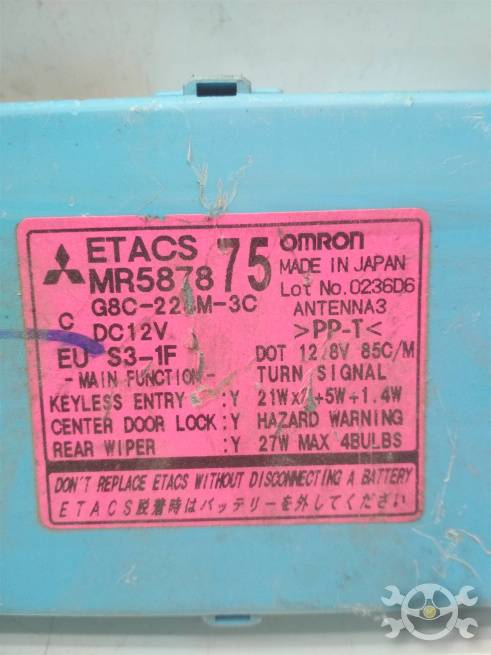 ETACS 75 OMRON
MR5878 MADE IN JAPAN
LOT NO. 0236D6
ANTENNA3
C DC12V >PP-T<
EU S3-1F DOT 12.8V 85C/M
- MAIN FUNCTION - TURN SIGNAL
KEYLESS ENTRY :Y +5W+1.4W
CENTER DOOR LOCK :Y HAZARD WARNING
REAR WIPER :Y 27W MAX 4BULBS
DON'T REPLACE ETACS WITHOUT DISCONNECTING A BATTERY
ETACS脱着時はバッテリーを外してください